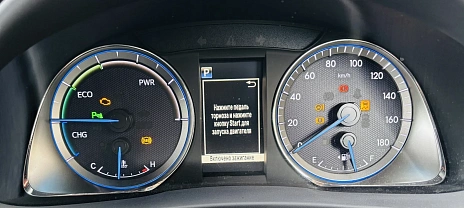 PWR
ECO
CHG
C H
P
Нажмите педаль
тормоза и нажмите
кнопку Start для
запуска двигателя
Включено зажигание
km/h
0 20 40 60 80 100 120 140 160 180
E F